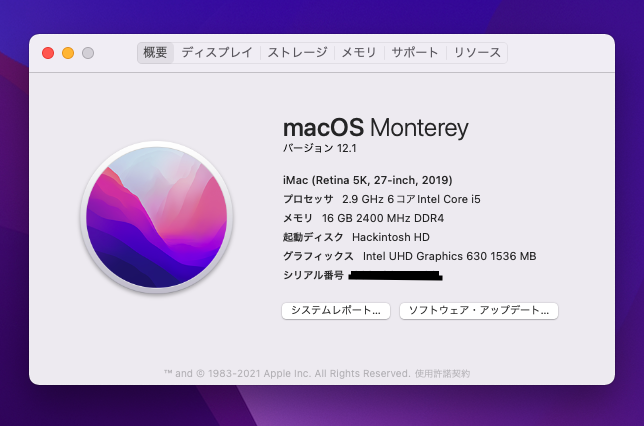 概要 ディスプレイ ストレージ メモリ サポート リソース
macOS Monterey
バージョン 12.1
iMac (Retina 5K, 27-inch, 2019)
プロセッサ 2.9 GHz 6コアIntel Core i5
メモリ 16 GB 2400 MHz DDR4
起動ディスク Hackintosh HD
グラフィックス Intel UHD Graphics 630 1536 MB
シリアル番号
システムレポート... ソフトウェア・アップデート...
™ and © 1983-2021 Apple Inc. All Rights Reserved. 使用許諾契約